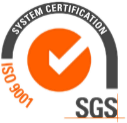 SYSTEM CERTIFICATION
ISO 9001
SGS